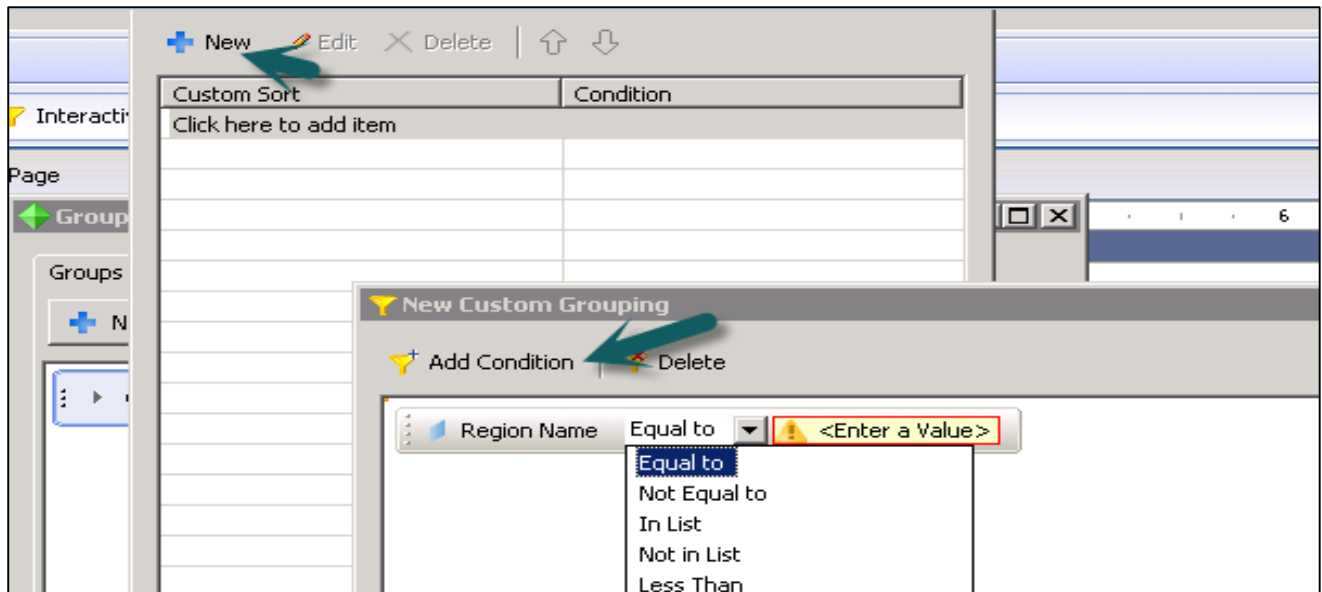 New Edit Delete
Custom Sort Condition
Interacti
Click here to add item
Page
Group
6
Groups
New Custom Grouping
N
Add Condition Delete
Region Name Equal to <Enter a Value>
Equal to
Not Equal to
In List
Not in List
Less Than